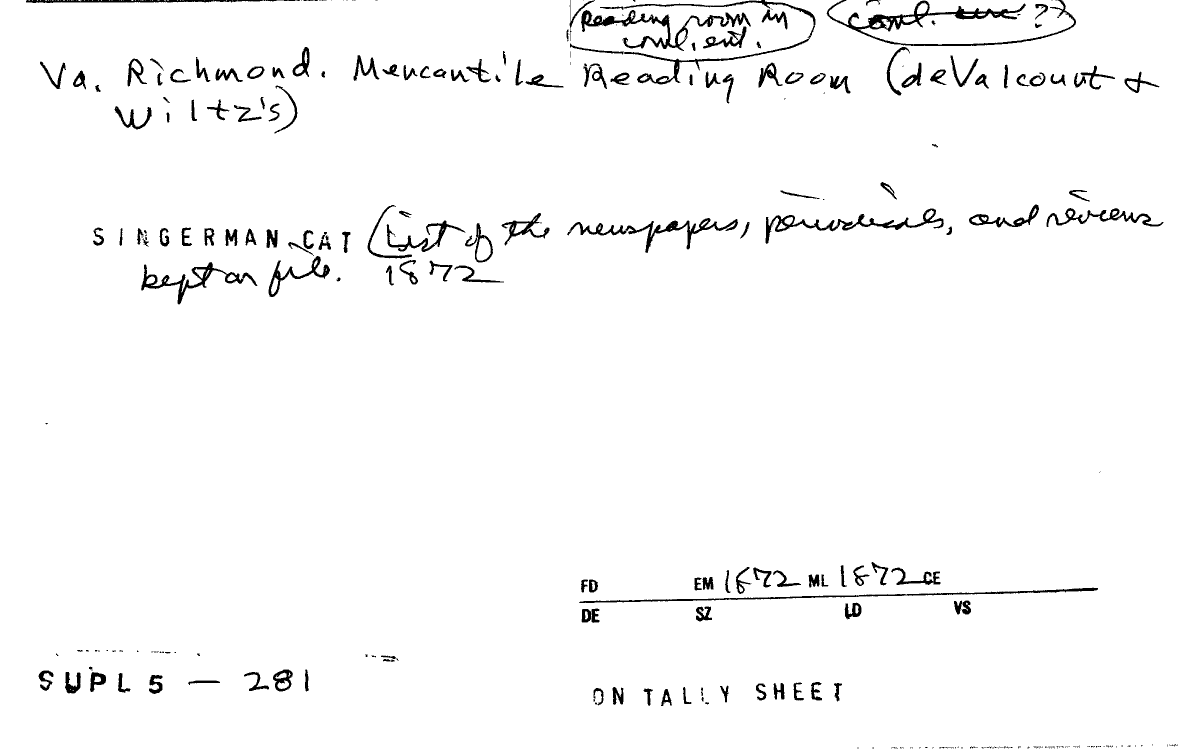 Reading room in
coml. ent.
coml. ??
Va. Richmond. Mercantile Reading Room (deValcourt +
Wiltz's)
SINGERMAN CAT (List of the newspapers, periodicals, and reviews
kept on file. 1872
FD EM 1872 ML 1872 CE
DE SZ LD VS
SUPL 5 — 281
ON TALLY SHEET